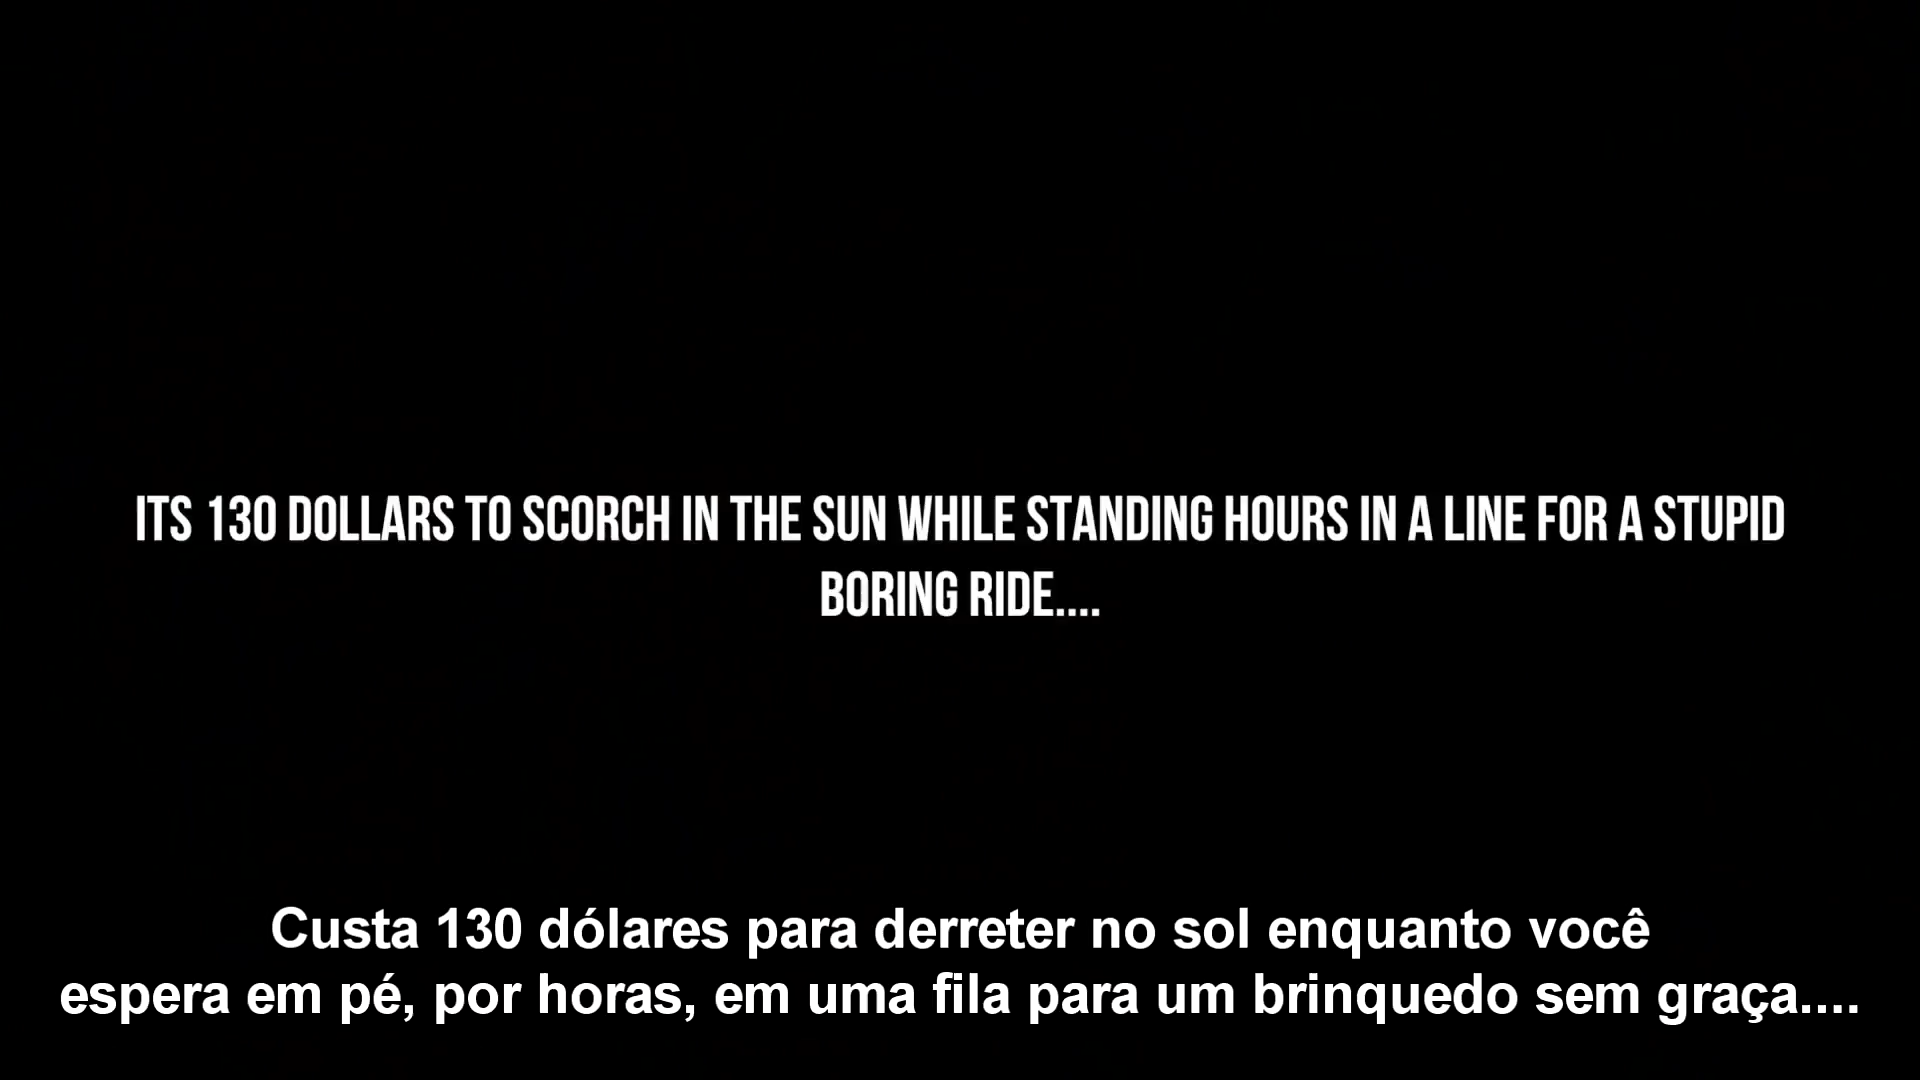 ITS 130 DOLLARS TO SCORCH IN THE SUN WHILE STANDING HOURS IN A LINE FOR A STUPID
BORING RIDE....
Custa 130 dólares para derreter no sol enquanto você
espera em pé, por horas, em uma fila para um brinquedo sem graça....